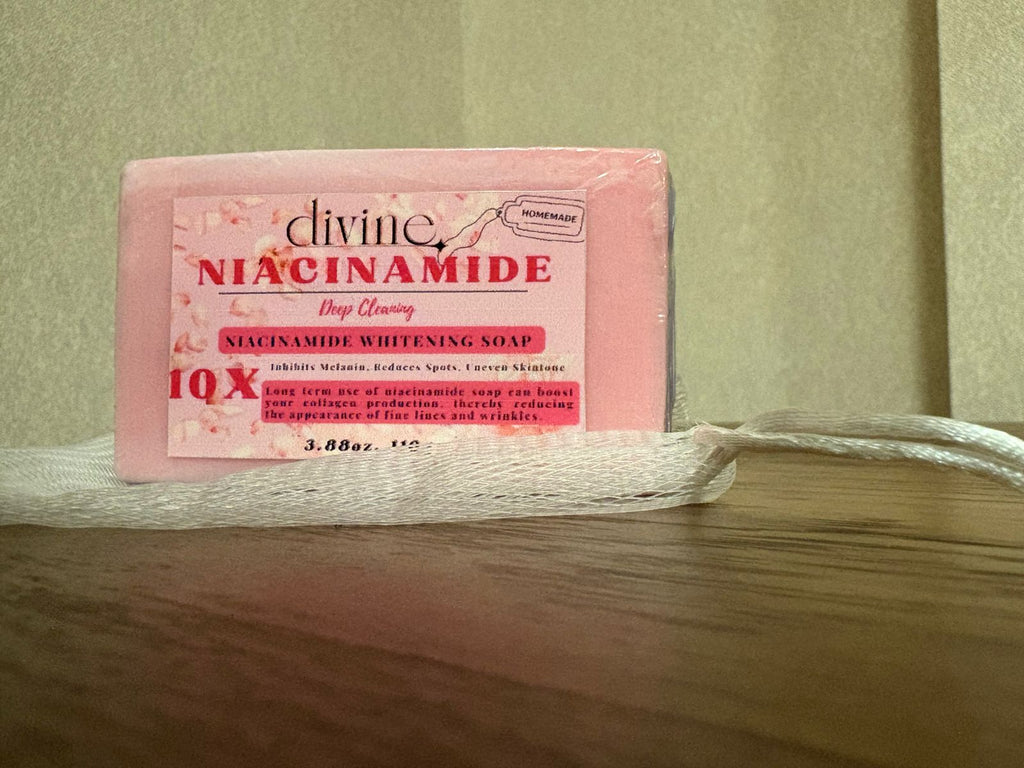 divine
HOMEMADE
NIACINAMIDE
Deep Cleaning
NIACINAMIDE WHITENING SOAP
Inhibits Melanin, Reduces Spots, Uneven Skintone
10X
Long term use of niacinamide soap can boost
your collagen production, thereby reducing
the appearance of fine lines and wrinkles.
3.88oz.